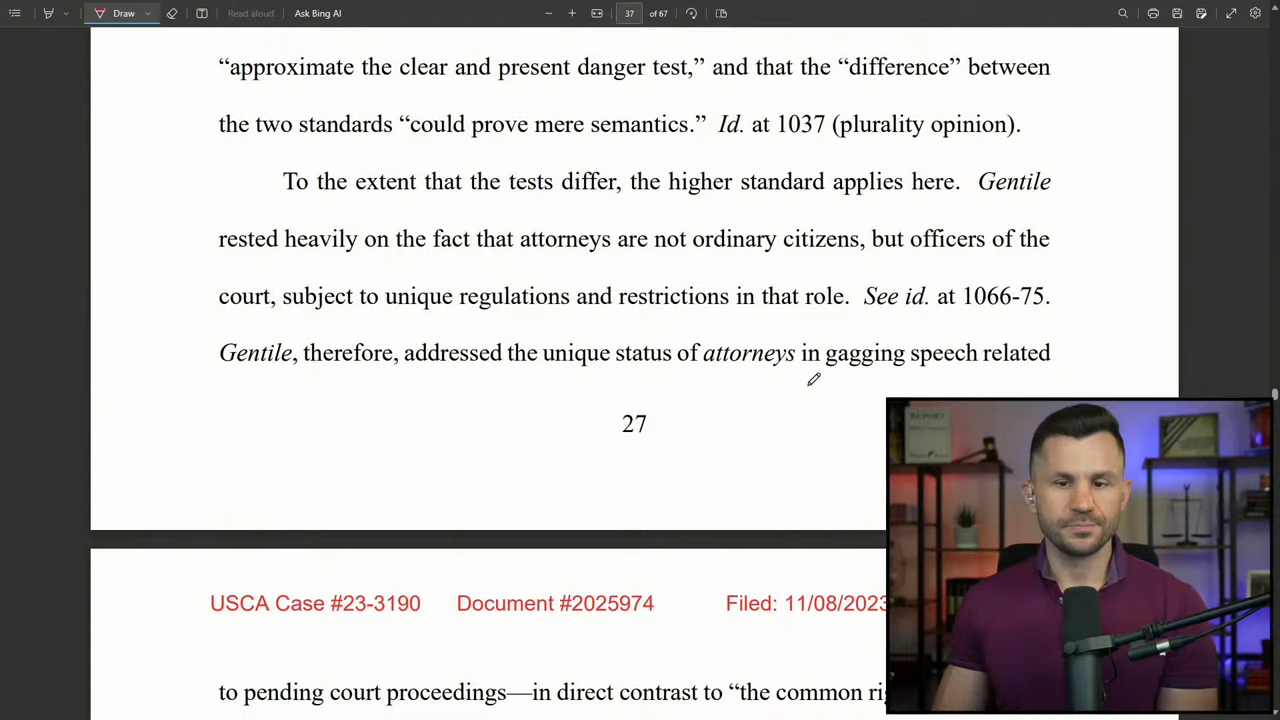 Draw
Read aloud
Ask Bing AI
37
of 67
“approximate the clear and present danger test,” and that the “difference” between
the two standards “could prove mere semantics.” Id. at 1037 (plurality opinion).
To the extent that the tests differ, the higher standard applies here. Gentile
rested heavily on the fact that attorneys are not ordinary citizens, but officers of the
court, subject to unique regulations and restrictions in that role. See id. at 1066-75.
Gentile, therefore, addressed the unique status of attorneys in gagging speech related
27
USCA Case #23-3190 Document #2025974 Filed: 11/08/2023
to pending court proceedings—in direct contrast to “the common